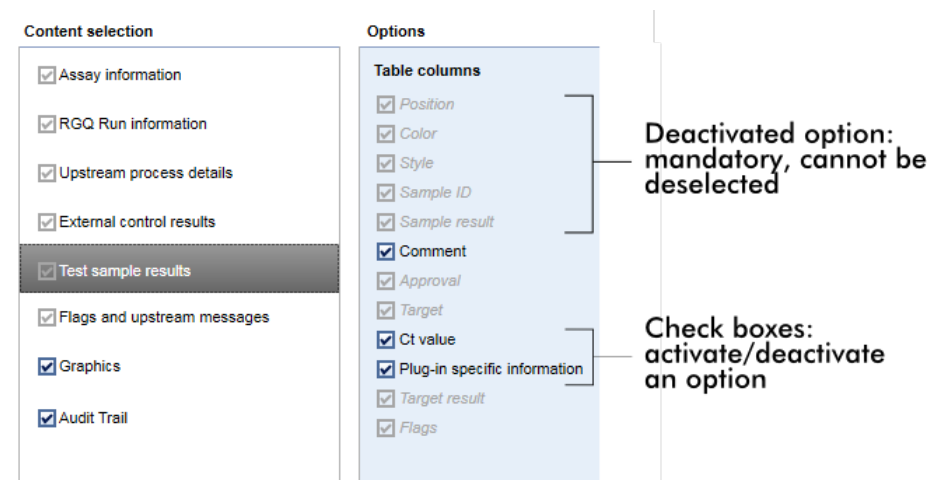 Content selection
Assay information
RGQ Run information
Upstream process details
External control results
Test sample results
Flags and upstream messages
Graphics
Audit Trail
Options
Table columns
Position
Color
Style
Sample ID
Sample result
Comment
Approval
Target
Ct value
Plug-in specific information
Target result
Flags
Deactivated option:
mandatory, cannot be
deselected
Check boxes:
activate/deactivate
an option